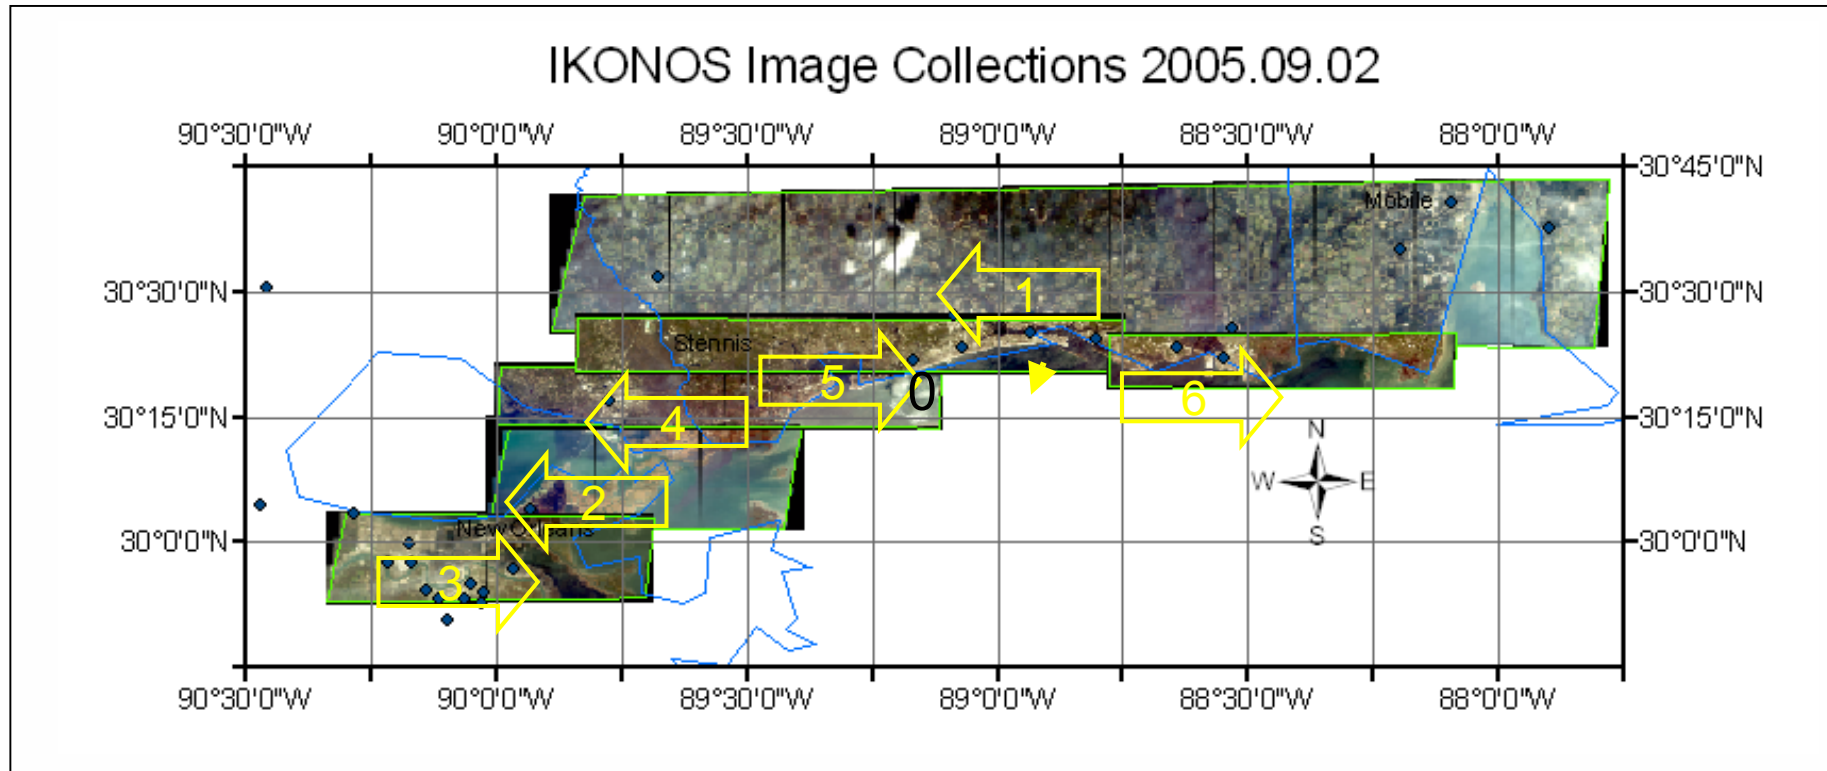 IKONOS Image Collections 2005.09.02
90°30'0"W 90°0'0"W 89°30'0"W 89°0'0"W 88°30'0"W 88°0'0"W
30°45'0"N 30°45'0"N
Mobile
30°30'0"N 1 30°30'0"N
Stennis
5 0 6
30°15'0"N 4 30°15'0"N
N
W E
S
2
New Orleans
30°0'0"N 30°0'0"N
3
90°30'0"W 90°0'0"W 89°30'0"W 89°0'0"W 88°30'0"W 88°0'0"W